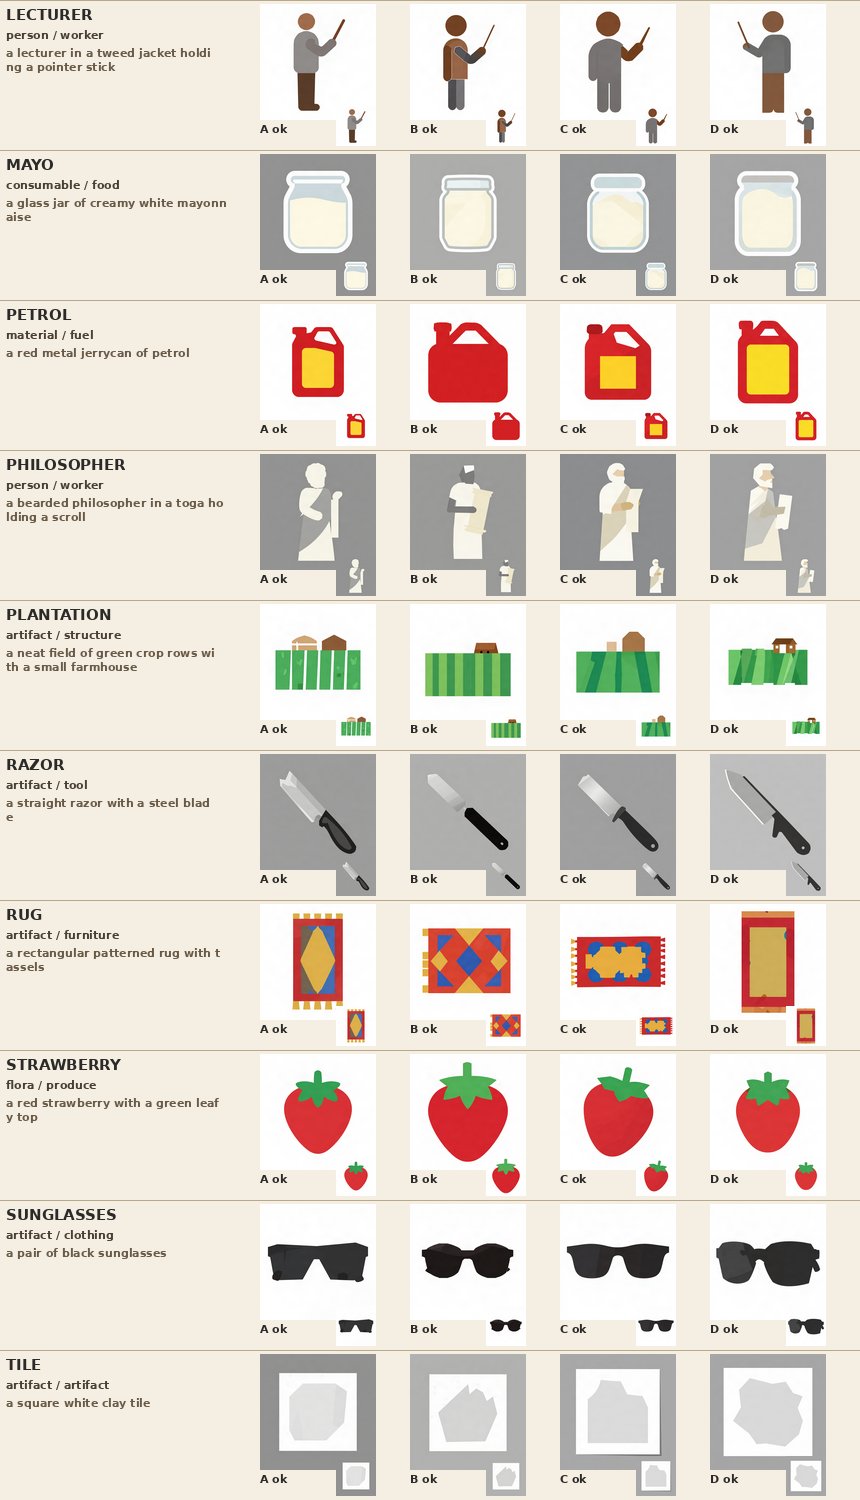 LECTURER
person / worker
a lecturer in a tweed jacket holdi
ng a pointer stick
A ok
B ok
C ok
D ok
MAYO
consumable / food
a glass jar of creamy white mayonn
aise
A ok
B ok
C ok
D ok
PETROL
material / fuel
a red metal jerrycan of petrol
A ok
B ok
C ok
D ok
PHILOSOPHER
person / worker
a bearded philosopher in a toga ho
lding a scroll
A ok
B ok
C ok
D ok
PLANTATION
artifact / structure
a neat field of green crop rows wi
th a small farmhouse
A ok
B ok
C ok
D ok
RAZOR
artifact / tool
a straight razor with a steel blad
e
A ok
B ok
C ok
D ok
RUG
artifact / furniture
a rectangular patterned rug with t
assels
A ok
B ok
C ok
D ok
STRAWBERRY
flora / produce
a red strawberry with a green leaf
y top
A ok
B ok
C ok
D ok
SUNGLASSES
artifact / clothing
a pair of black sunglasses
A ok
B ok
C ok
D ok
TILE
artifact / artifact
a square white clay tile
A ok
B ok
C ok
D ok